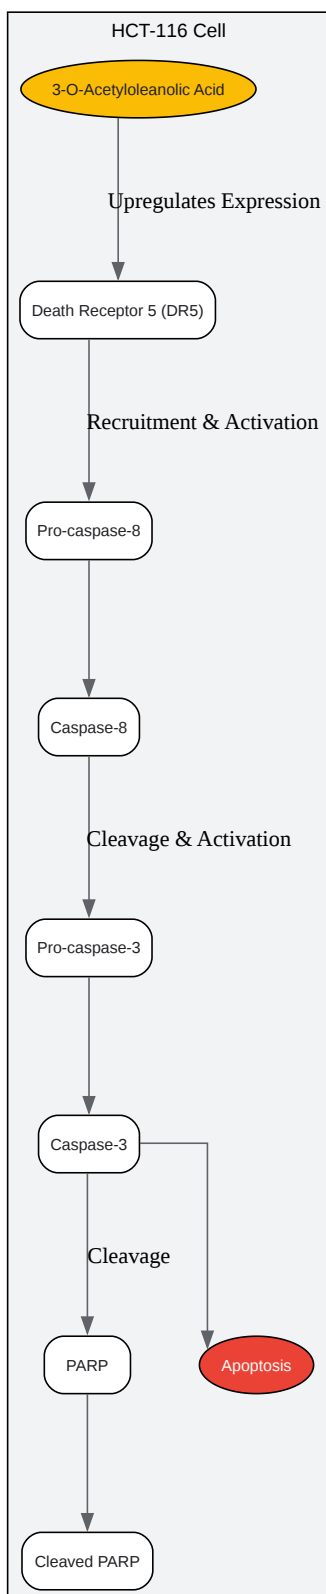 HCT-116 Cell
3-O-Acetyloleanolic Acid
Upregulates Expression
Death Receptor 5 (DR5)
Recruitment & Activation
Pro-caspase-8
Caspase-8
Cleavage & Activation
Pro-caspase-3
Caspase-3
Cleavage
PARP
Apoptosis
Cleaved PARP